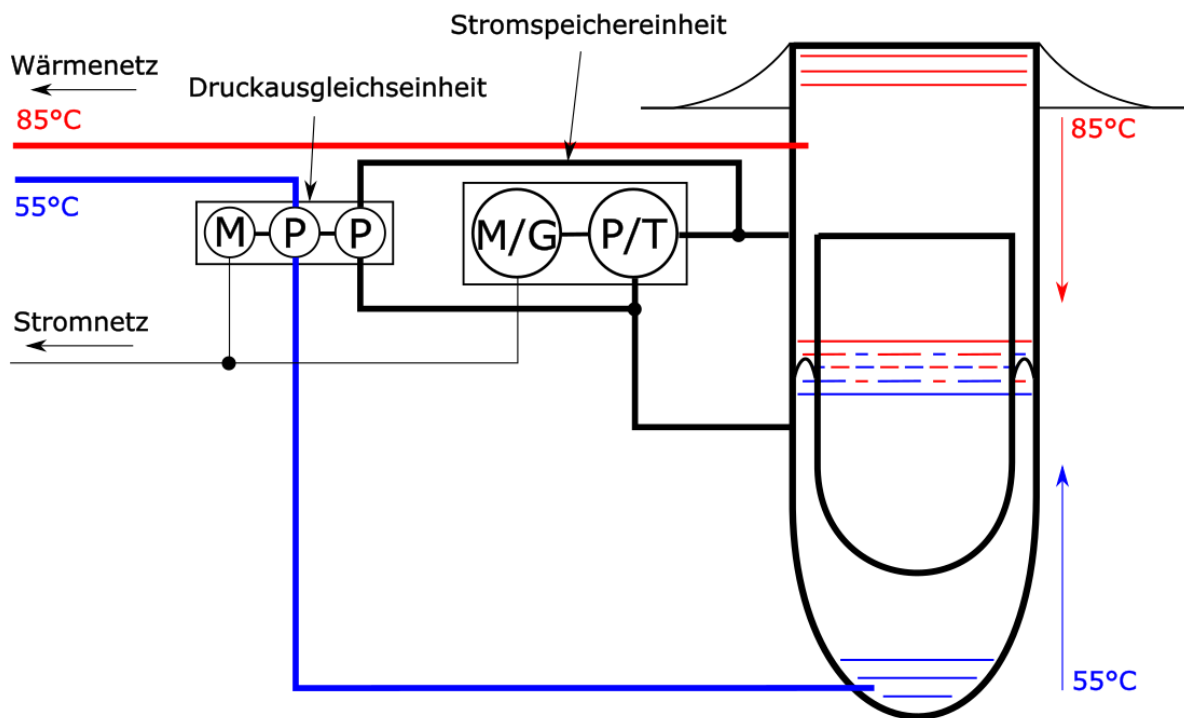 Stromspeichereinheit
Wärmenetz
Druckausgleichseinheit
85°C
85°C
55°C
M
P
P
M/G
P/T
Stromnetz
55°C